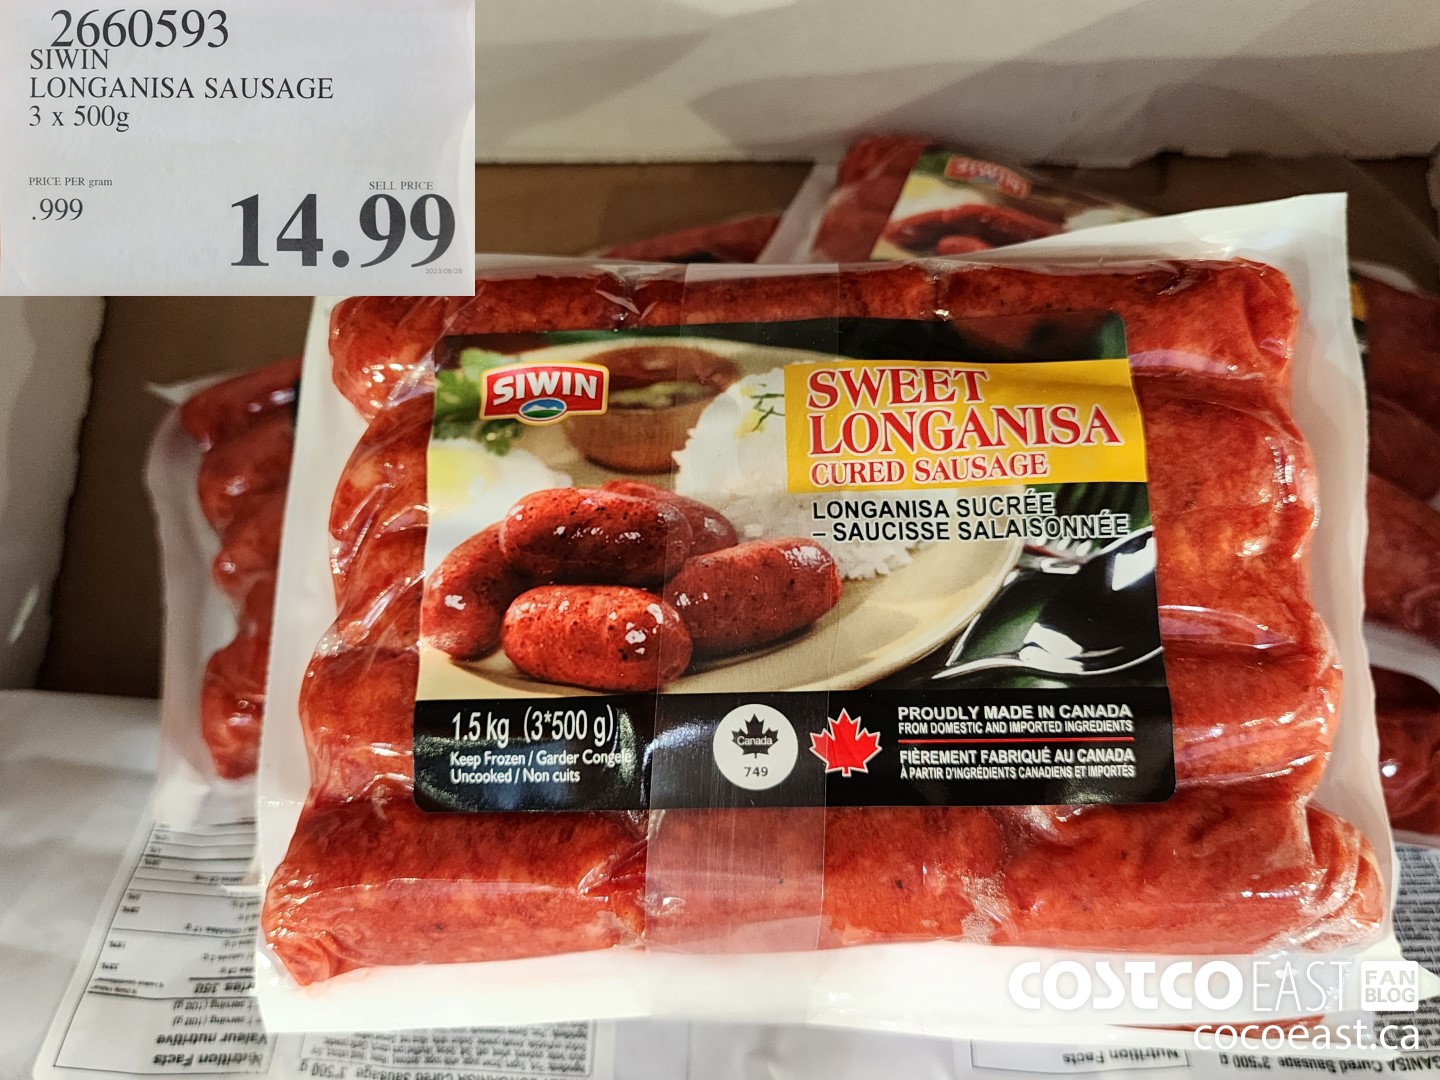 2660593
SIWIN
LONGANISA SAUSAGE
3 x 500g
PRICE PER gram
.999
SELL PRICE
14.99
2023/08/28
SIWIN
SIWIN
SWEET
LONGANISA
CURED SAUSAGE
LONGANISA SUCRÉE
– SAUCISSE SALAISONNÉE
1.5 kg (3*500 g)
Keep Frozen / Garder Congelé
Uncooked / Non cuits
Canada
749
PROUDLY MADE IN CANADA
FROM DOMESTIC AND IMPORTED INGREDIENTS
FIÈREMENT FABRIQUÉ AU CANADA
À PARTIR D'INGRÉDIENTS CANADIENS ET IMPORTÉS
Nutrition Facts
Valeur nutritive
Nutrition Facts
COSTCO EAST FAN BLOG
cocoeast.ca